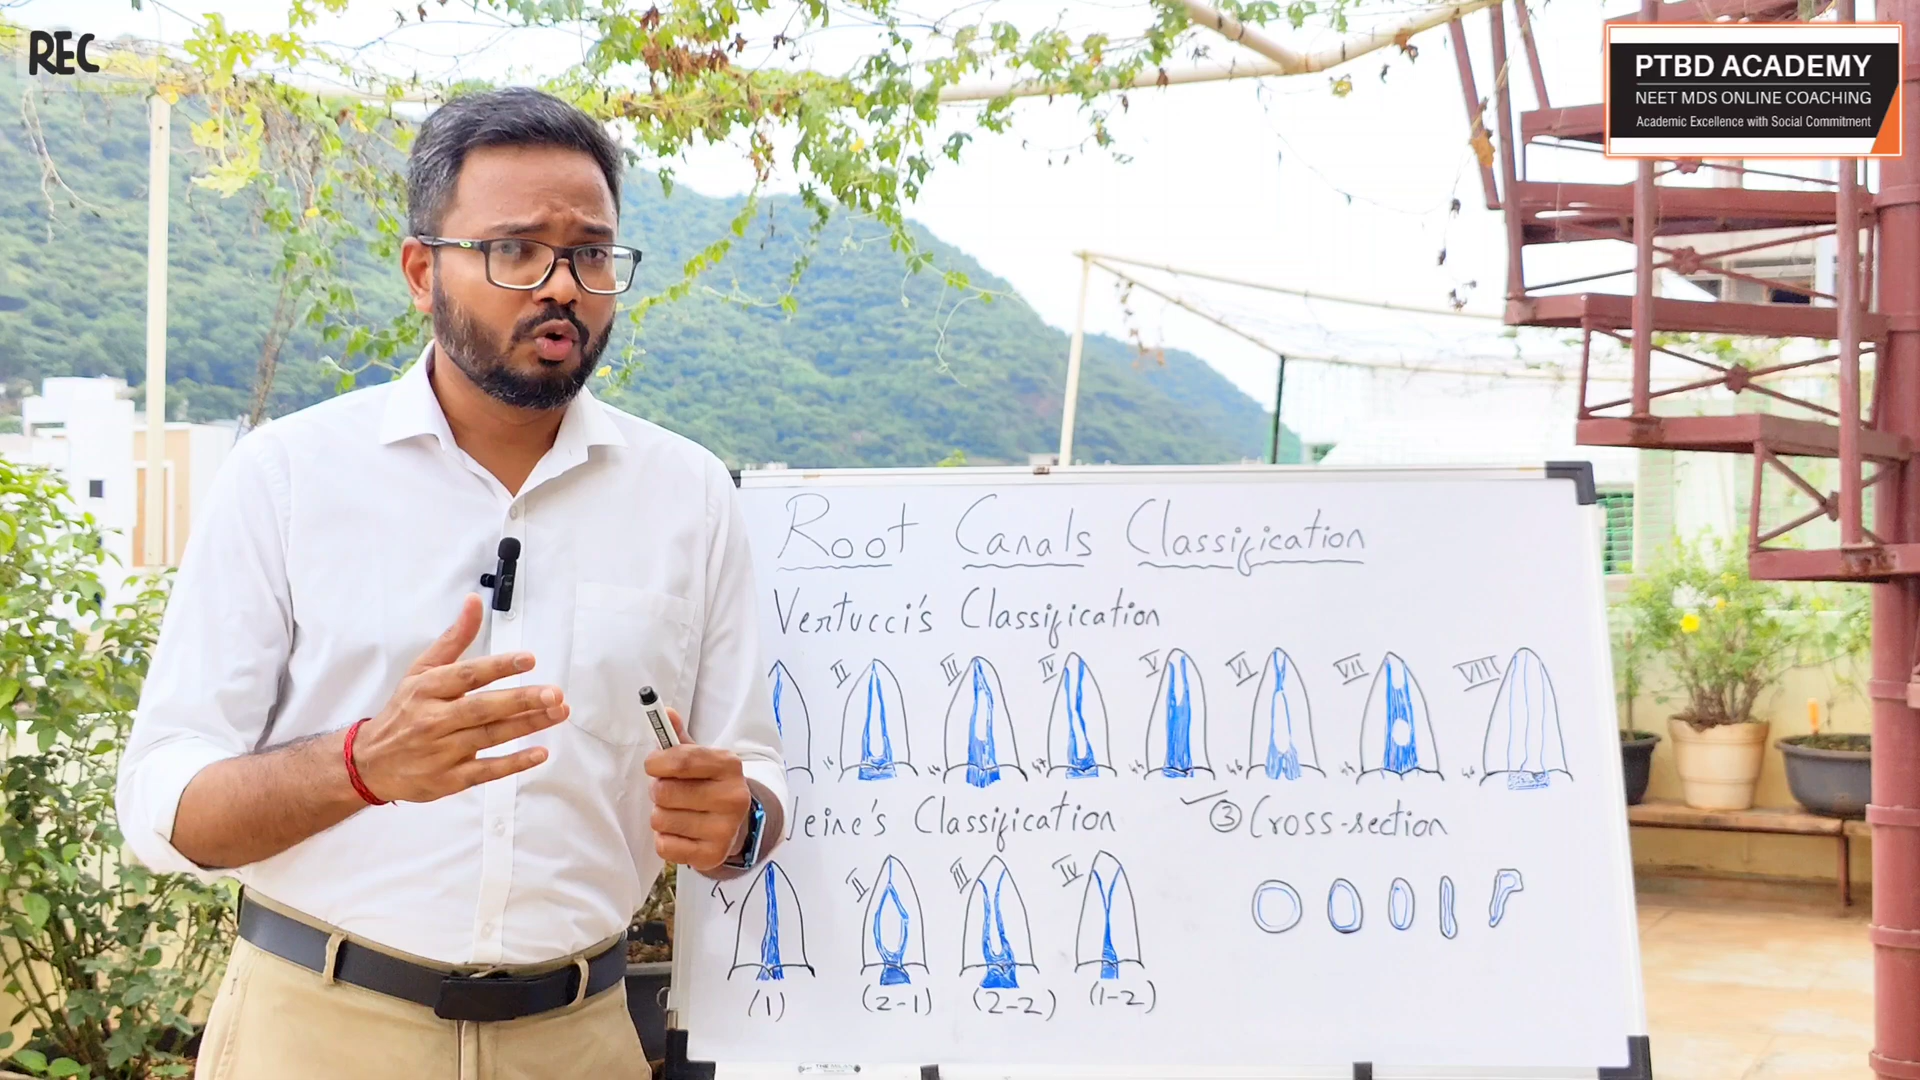 REC
PTBD ACADEMY
NEET MDS ONLINE COACHING
Academic Excellence with Social Commitment
Root Canals Classification
Vertucci's Classification
II III IV V VI VII VIII
eine's Classification
③ Cross-section
I II III IV
(1) (2-1) (2-2) (1-2)